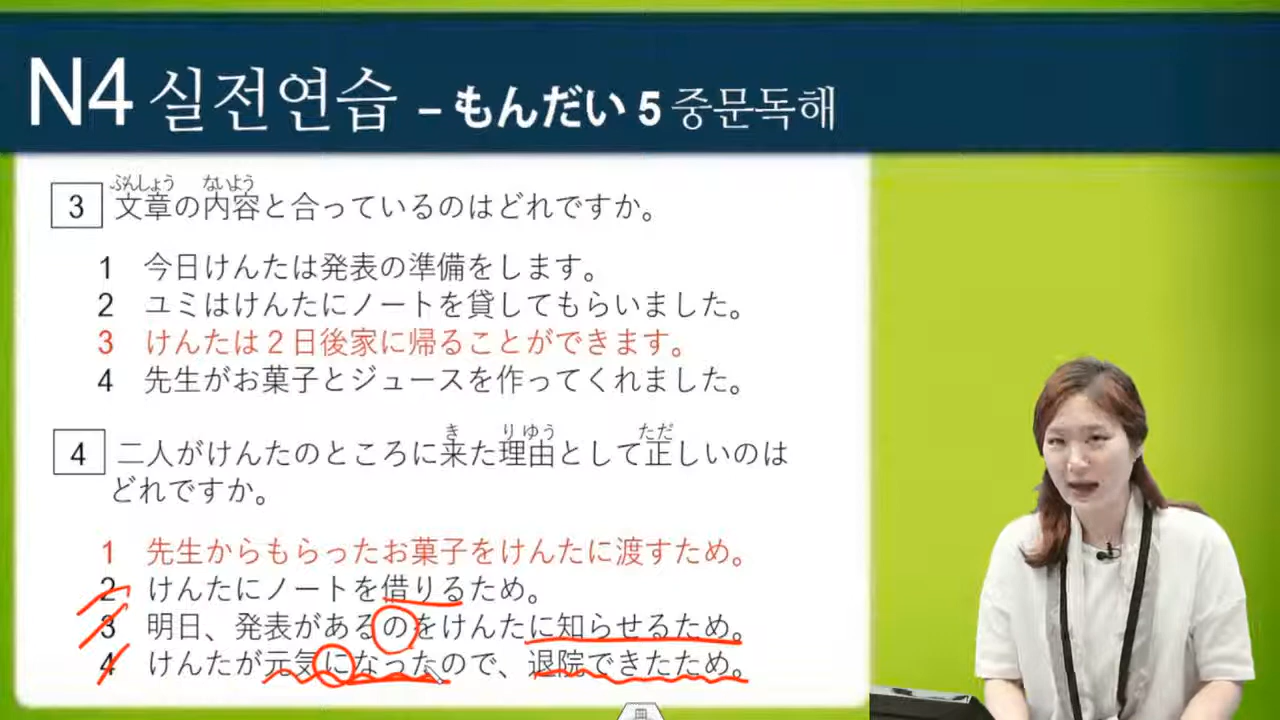 N4 실전연습 – もんだい 5 중문독해
ぶんしょう ないよう
3 文章の内容と合っているのはどれですか。
1 今日けんたは発表の準備をします。
2 ユミはけんたにノートを貸してもらいました。
3 けんたは2日後家に帰ることができます。
4 先生がお菓子とジュースを作ってくれました。
き りゆう ただ
4 二人がけんたのところに来た理由として正しいのは
どれですか。
1 先生からもらったお菓子をけんたに渡すため。
2 けんたにノートを借りるため。
3 明日、発表があるのをけんたに知らせるため。
4 けんたが元気になったので、退院できたため。